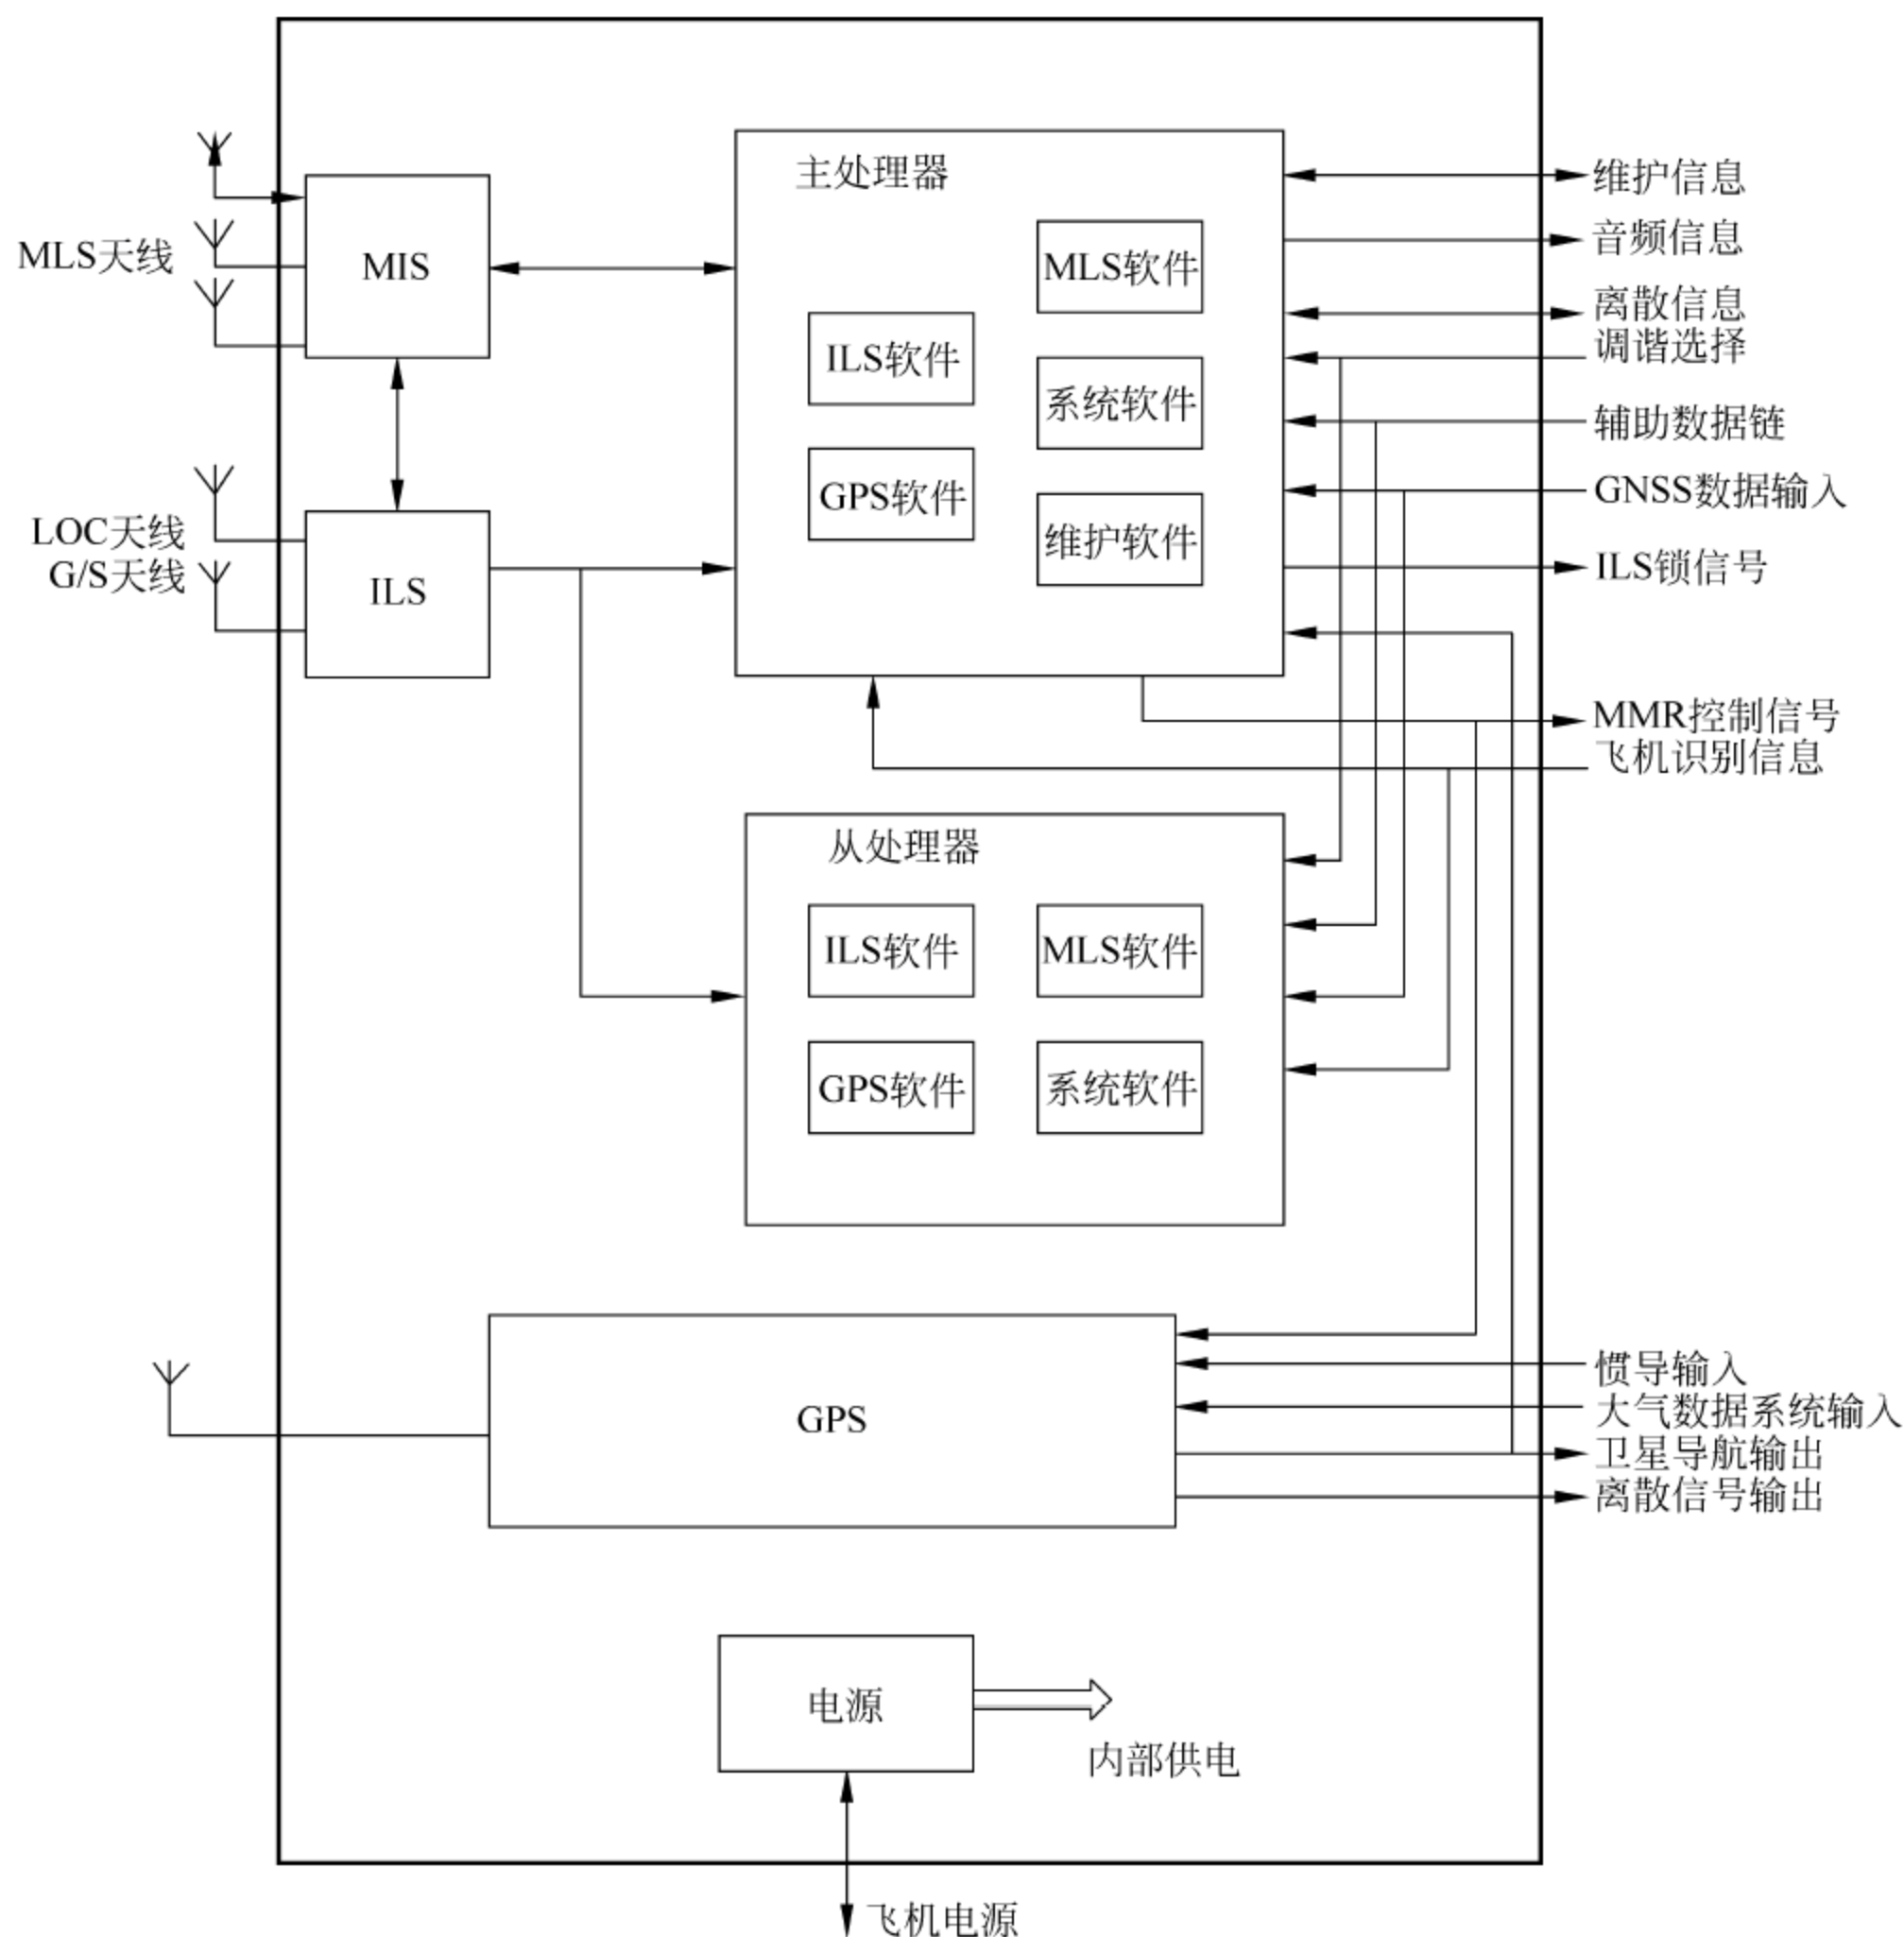 主处理器
维护信息
音频信息
MLS天线
MIS
MLS软件
离散信息
调谐选择
ILS软件
系统软件
辅助数据链
GPS软件
GNSS数据输入
LOC天线
G/S天线
ILS
维护软件
ILS锁信号
MMR控制信号
飞机识别信息
从处理器
ILS软件
MLS软件
GPS软件
系统软件
GPS
惯导输入
大气数据系统输入
卫星导航输出
离散信号输出
电源
内部供电
飞机电源